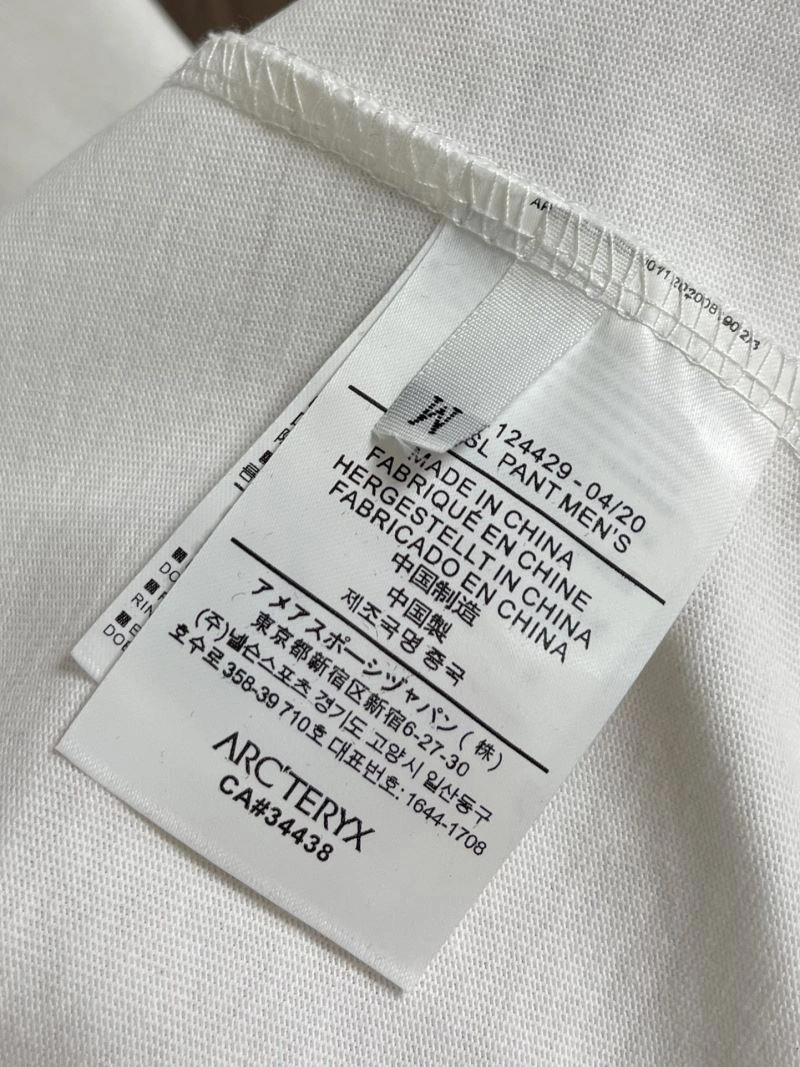 M
124429-04/20
SL PANT MEN'S
MADE IN CHINA
FABRIQUÉ EN CHINE
HERGESTELLT IN CHINA
FABRICADO EN CHINA
中国制造
中国製
제조국명 중국
アメアスポーツジャパン(株)
東京都新宿区新宿6-27-30
(주)넬슨스포츠 경기도 고양시 일산동구
호수로 358-39 710호 대표번호: 1644-1708
ARC'TERYX
CA#34438